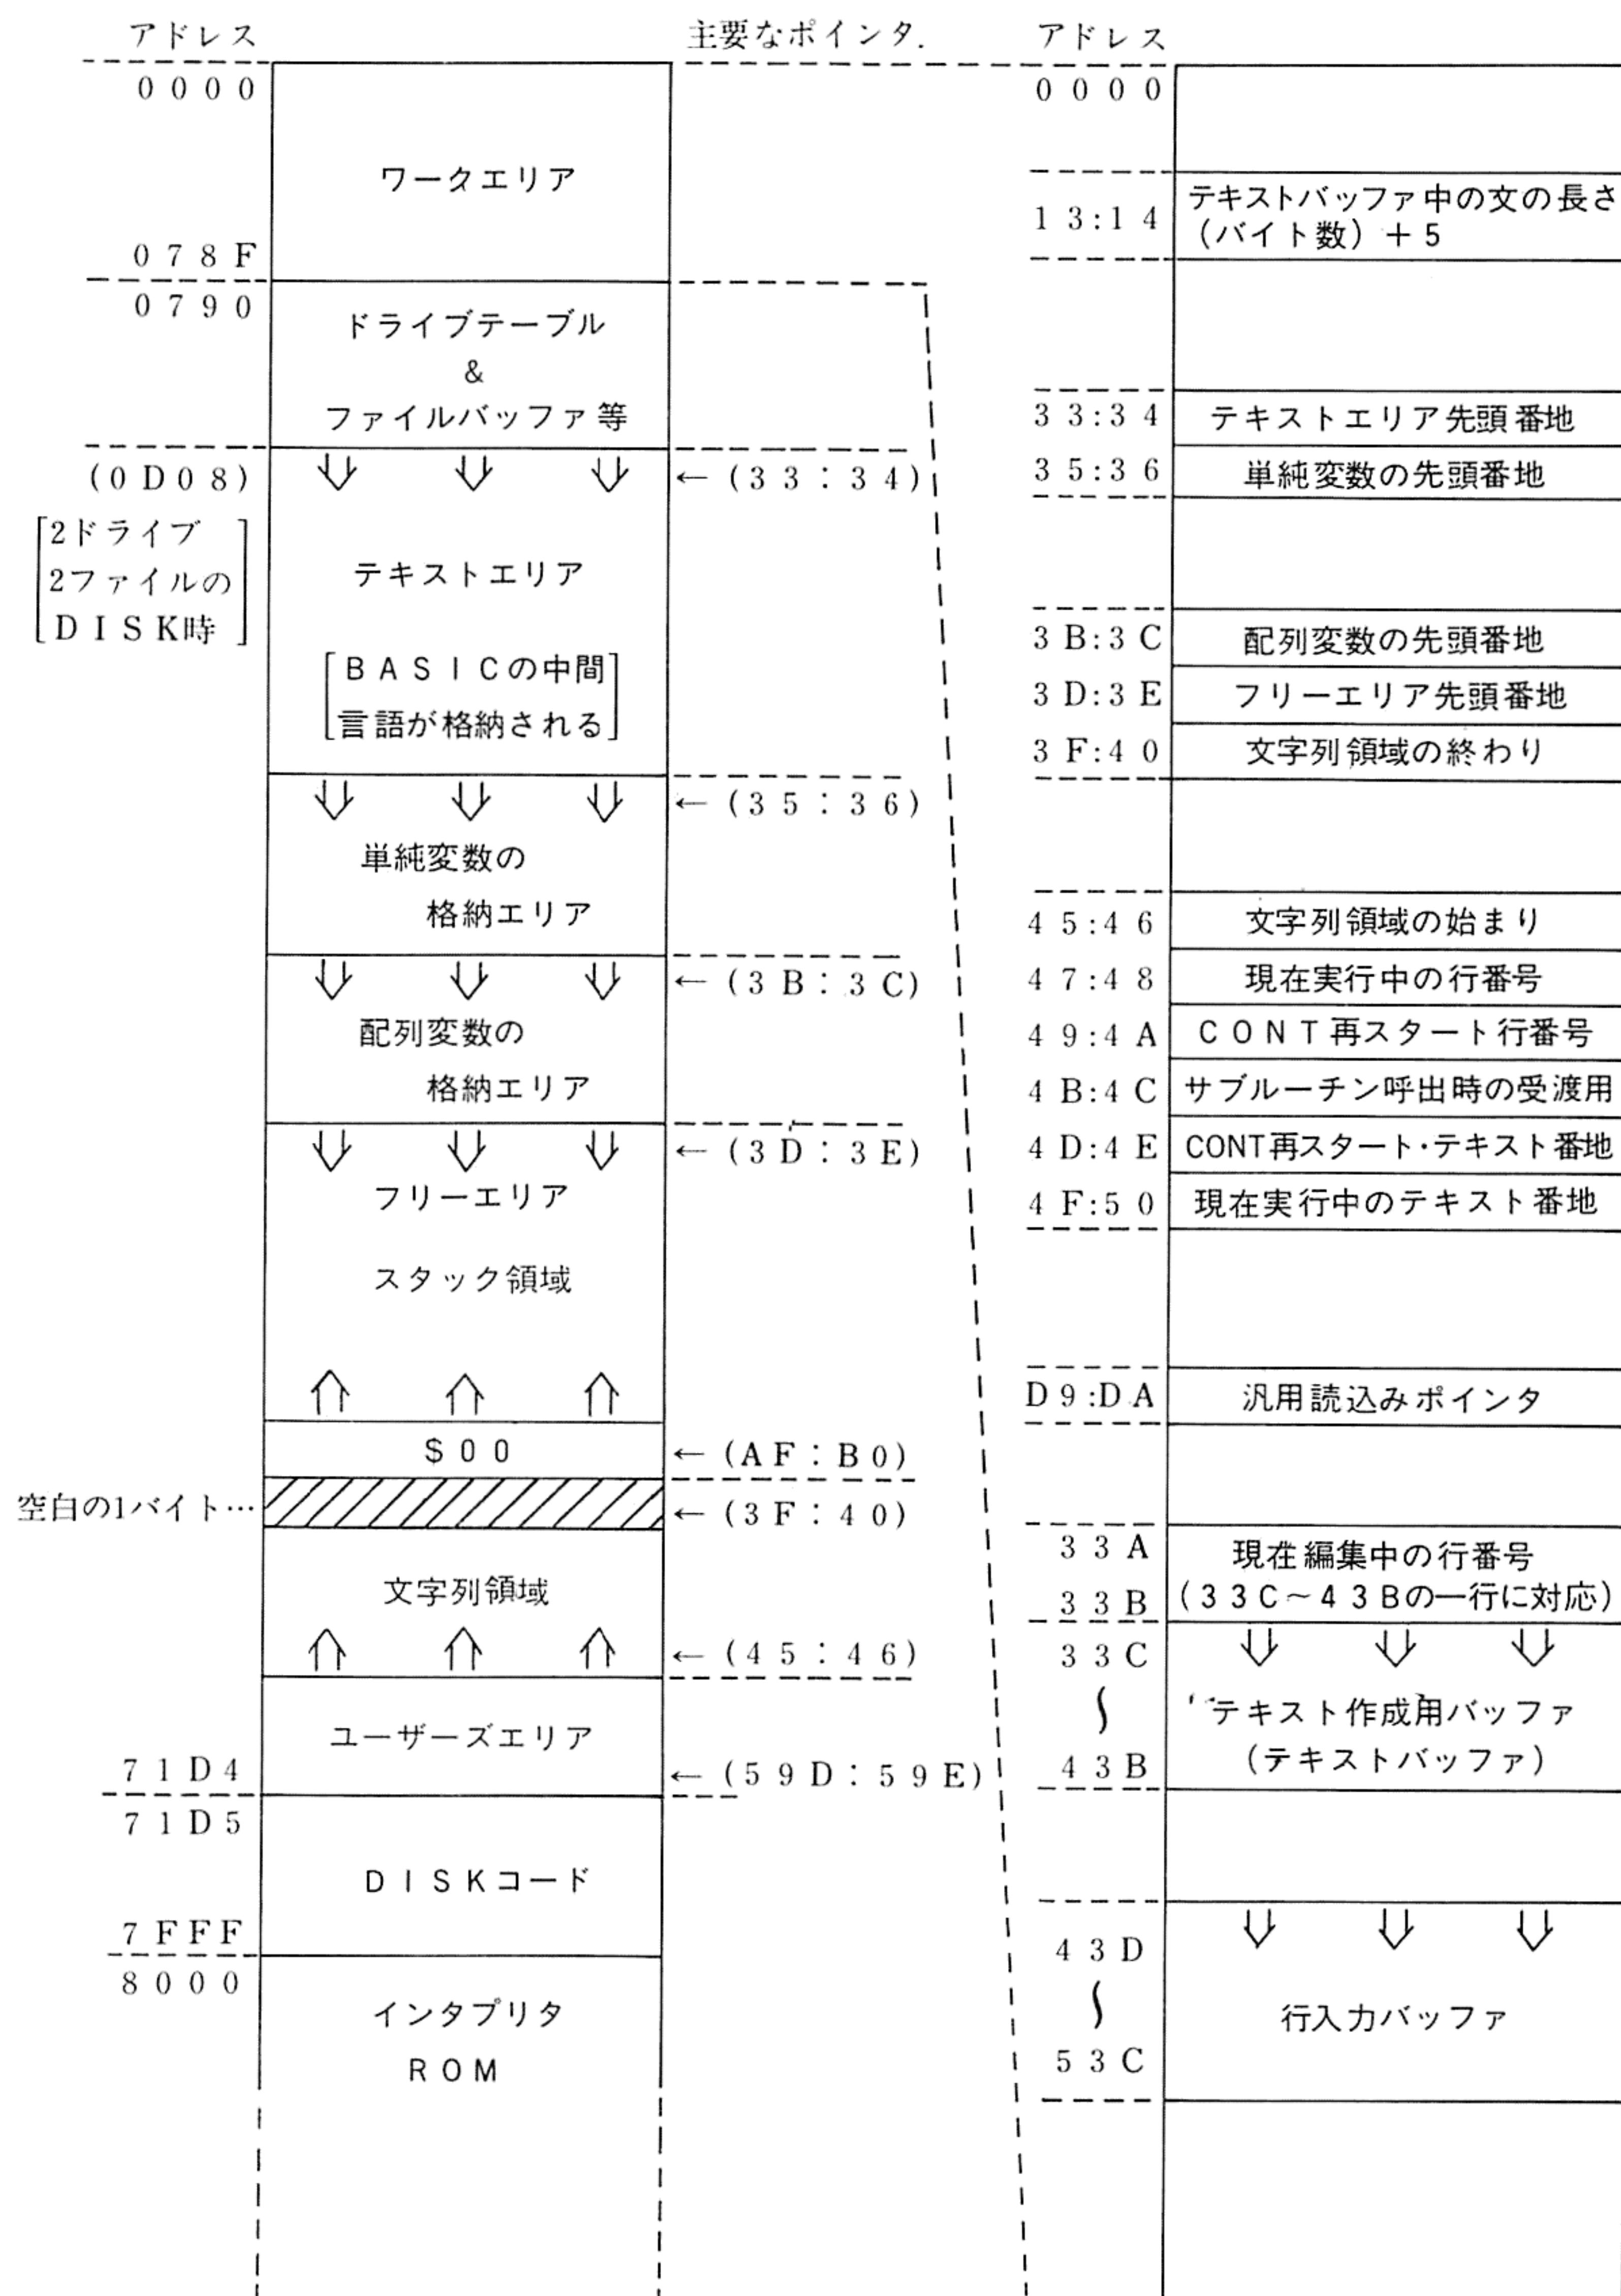 アドレス
0000
ワークエリア
078F
0790
ドライブテーブル
&
ファイルバッファ等
(0D08)
2ドライブ
2ファイルの
DISK時
テキストエリア
BASICの中間
言語が格納される
単純変数の
格納エリア
配列変数の
格納エリア
フリーエリア
スタック領域
$00
空白の1バイト…
文字列領域
ユーザーズエリア
71D4
71D5
DISKコード
7FFF
8000
インタプリタ
ROM
主要なポインタ.
←(33:34)
←(35:36)
←(3B:3C)
←(3D:3E)
←(AF:B0)
←(3F:40)
←(45:46)
←(59D:59E)
アドレス
0000
13:14 テキストバッファ中の文の長さ
(バイト数)+5
33:34 テキストエリア先頭番地
35:36 単純変数の先頭番地
3B:3C 配列変数の先頭番地
3D:3E フリーエリア先頭番地
3F:40 文字列領域の終わり
45:46 文字列領域の始まり
47:48 現在実行中の行番号
49:4A CONT再スタート行番号
4B:4C サブルーチン呼出時の受渡用
4D:4E CONT再スタート・テキスト番地
4F:50 現在実行中のテキスト番地
D9:DA 汎用読込みポインタ
33A 現在編集中の行番号
33B (33C~43Bの一行に対応)
33C
~ テキスト作成用バッファ
43B (テキストバッファ)
43D
~ 行入力バッファ
53C